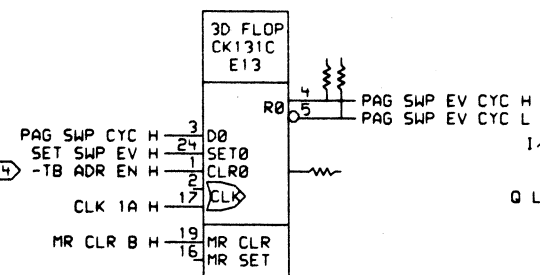 3D FLOP
CK131C
E13
4 PAG SWP EV CYC H
R0 5 PAG SWP EV CYC L
PAG SWP CYC H 3 D0
SET SWP EV H 24 SET0
4 -TB ADR EN H 1 CLR0
2
CLK 1A H 17 CLK
Q L
MR CLR B H 19 MR CLR
16 MR SET